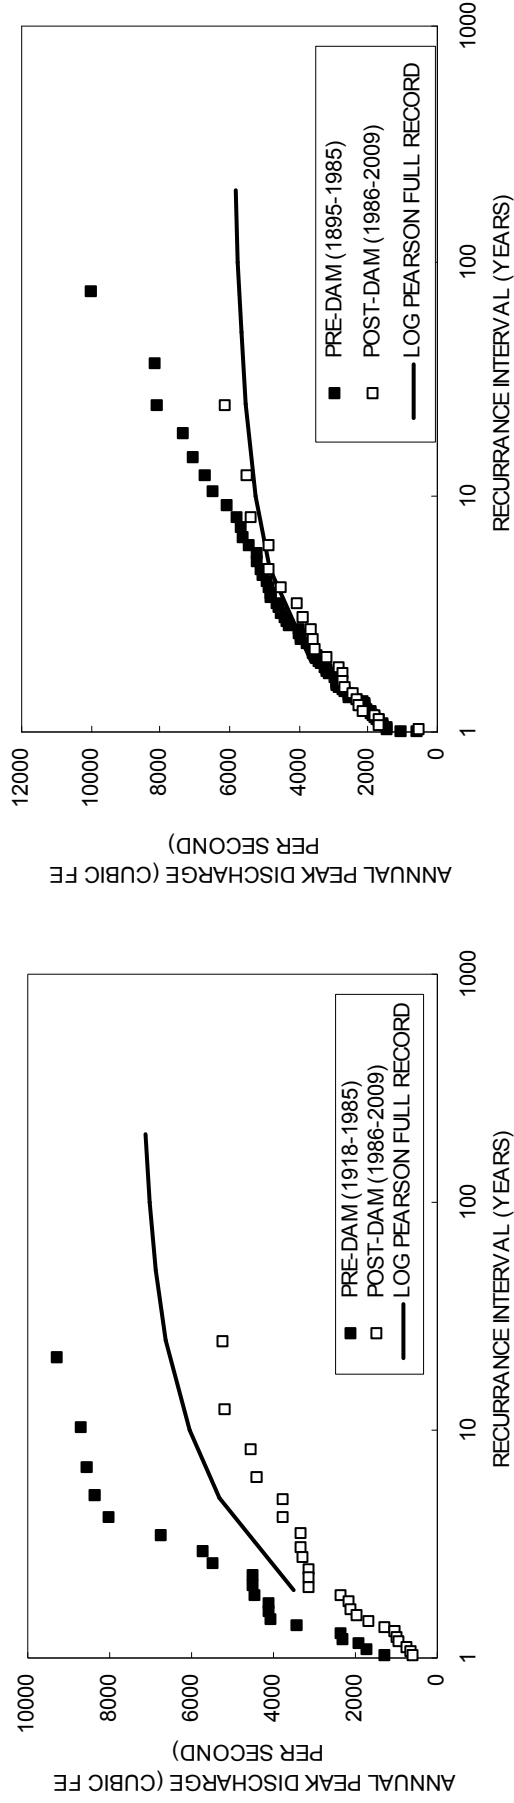 ANNUAL PEAK DISCHARGE (CUBIC FE
PER SECOND)
10000
8000
6000
4000
2000
0
1
10
100
1000
RECURRANCE INTERVAL (YEARS)
PRE-DAM (1918-1985)
POST-DAM (1986-2009)
LOG PEARSON FULL RECORD
ANNUAL PEAK DISCHARGE (CUBIC FE
PER SECOND)
12000
10000
8000
6000
4000
2000
0
1
10
100
1000
RECURRANCE INTERVAL (YEARS)
PRE-DAM (1895-1985)
POST-DAM (1986-2009)
LOG PEARSON FULL RECORD